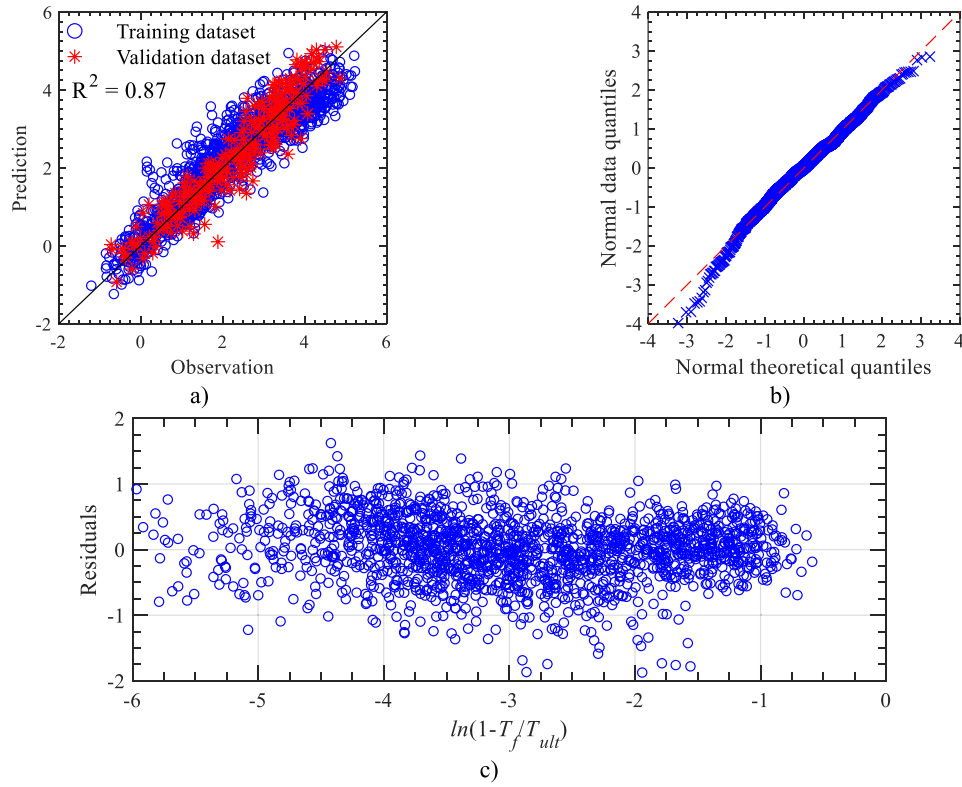 6
4
2
0
-2
-2 0 2 4 6
Prediction
Observation
Training dataset
Validation dataset
R² = 0.87
a)
4
3
2
1
0
-1
-2
-3
-4
-4 -3 -2 -1 0 1 2 3 4
Normal data quantiles
Normal theoretical quantiles
b)
2
1
0
-1
-2
-6 -5 -4 -3 -2 -1 0
Residuals
ln(1-T_f/T_ult)
c)